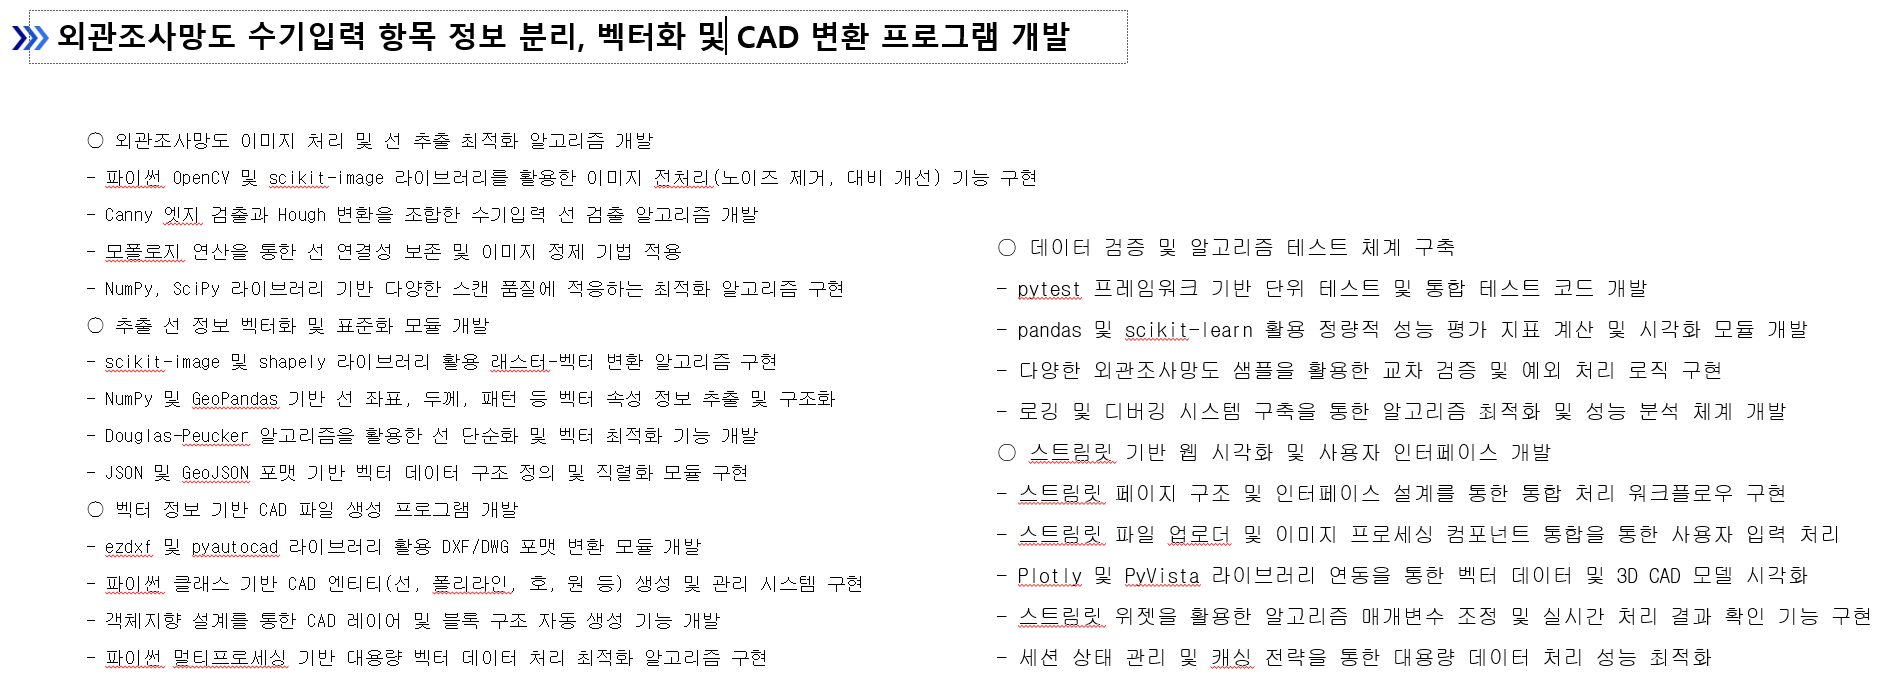 외관조사망도 수기입력 항목 정보 분리, 벡터화 및 CAD 변환 프로그램 개발
○ 외관조사망도 이미지 처리 및 선 추출 최적화 알고리즘 개발
- 파이썬 OpenCV 및 scikit-image 라이브러리를 활용한 이미지 전처리(노이즈 제거, 대비 개선) 기능 구현
- Canny 엣지 검출과 Hough 변환을 조합한 수기입력 선 검출 알고리즘 개발
- 모폴로지 연산을 통한 선 연결성 보존 및 이미지 정제 기법 적용
- NumPy, SciPy 라이브러리 기반 다양한 스캔 품질에 적응하는 최적화 알고리즘 구현
○ 추출 선 정보 벡터화 및 표준화 모듈 개발
- scikit-image 및 shapely 라이브러리 활용 래스터-벡터 변환 알고리즘 구현
- NumPy 및 GeoPandas 기반 선 좌표, 두께, 패턴 등 벡터 속성 정보 추출 및 구조화
- Douglas-Peucker 알고리즘을 활용한 선 단순화 및 벡터 최적화 기능 개발
- JSON 및 GeoJSON 포맷 기반 벡터 데이터 구조 정의 및 직렬화 모듈 구현
○ 벡터 정보 기반 CAD 파일 생성 프로그램 개발
- ezdxf 및 pyautocad 라이브러리 활용 DXF/DWG 포맷 변환 모듈 개발
- 파이썬 클래스 기반 CAD 엔티티(선, 폴리라인, 호, 원 등) 생성 및 관리 시스템 구현
- 객체지향 설계를 통한 CAD 레이어 및 블록 구조 자동 생성 기능 개발
- 파이썬 멀티프로세싱 기반 대용량 벡터 데이터 처리 최적화 알고리즘 구현
○ 데이터 검증 및 알고리즘 테스트 체계 구축
- pytest 프레임워크 기반 단위 테스트 및 통합 테스트 코드 개발
- pandas 및 scikit-learn 활용 정량적 성능 평가 지표 계산 및 시각화 모듈 개발
- 다양한 외관조사망도 샘플을 활용한 교차 검증 및 예외 처리 로직 구현
- 로깅 및 디버깅 시스템 구축을 통한 알고리즘 최적화 및 성능 분석 체계 개발
○ 스트림릿 기반 웹 시각화 및 사용자 인터페이스 개발
- 스트림릿 페이지 구조 및 인터페이스 설계를 통한 통합 처리 워크플로우 구현
- 스트림릿 파일 업로더 및 이미지 프로세싱 컴포넌트 통합을 통한 사용자 입력 처리
- Plotly 및 PyVista 라이브러리 연동을 통한 벡터 데이터 및 3D CAD 모델 시각화
- 스트림릿 위젯을 활용한 알고리즘 매개변수 조정 및 실시간 처리 결과 확인 기능 구현
- 세션 상태 관리 및 캐싱 전략을 통한 대용량 데이터 처리 성능 최적화